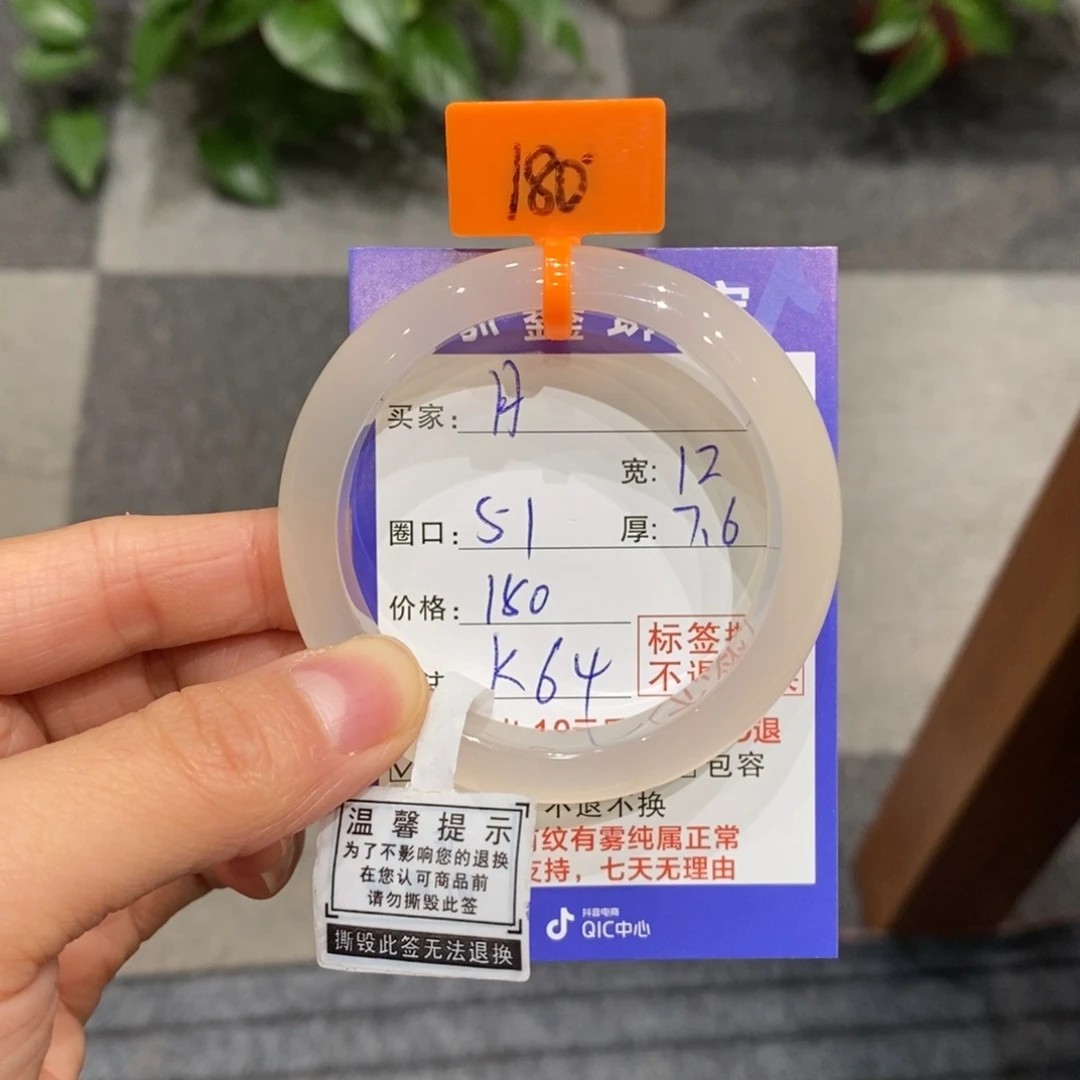 180
鑫
买家：
宽: 12
圈口: 51 厚: 7.6
价格: 180
K64
标签
不退
退
包容
不退不换
纹有雾纯属正常
支持，七天无理由
温馨提示
为了不影响您的退换
在您认可商品前
请勿撕毁此签
撕毁此签无法退换
抖音电商
QIC中心